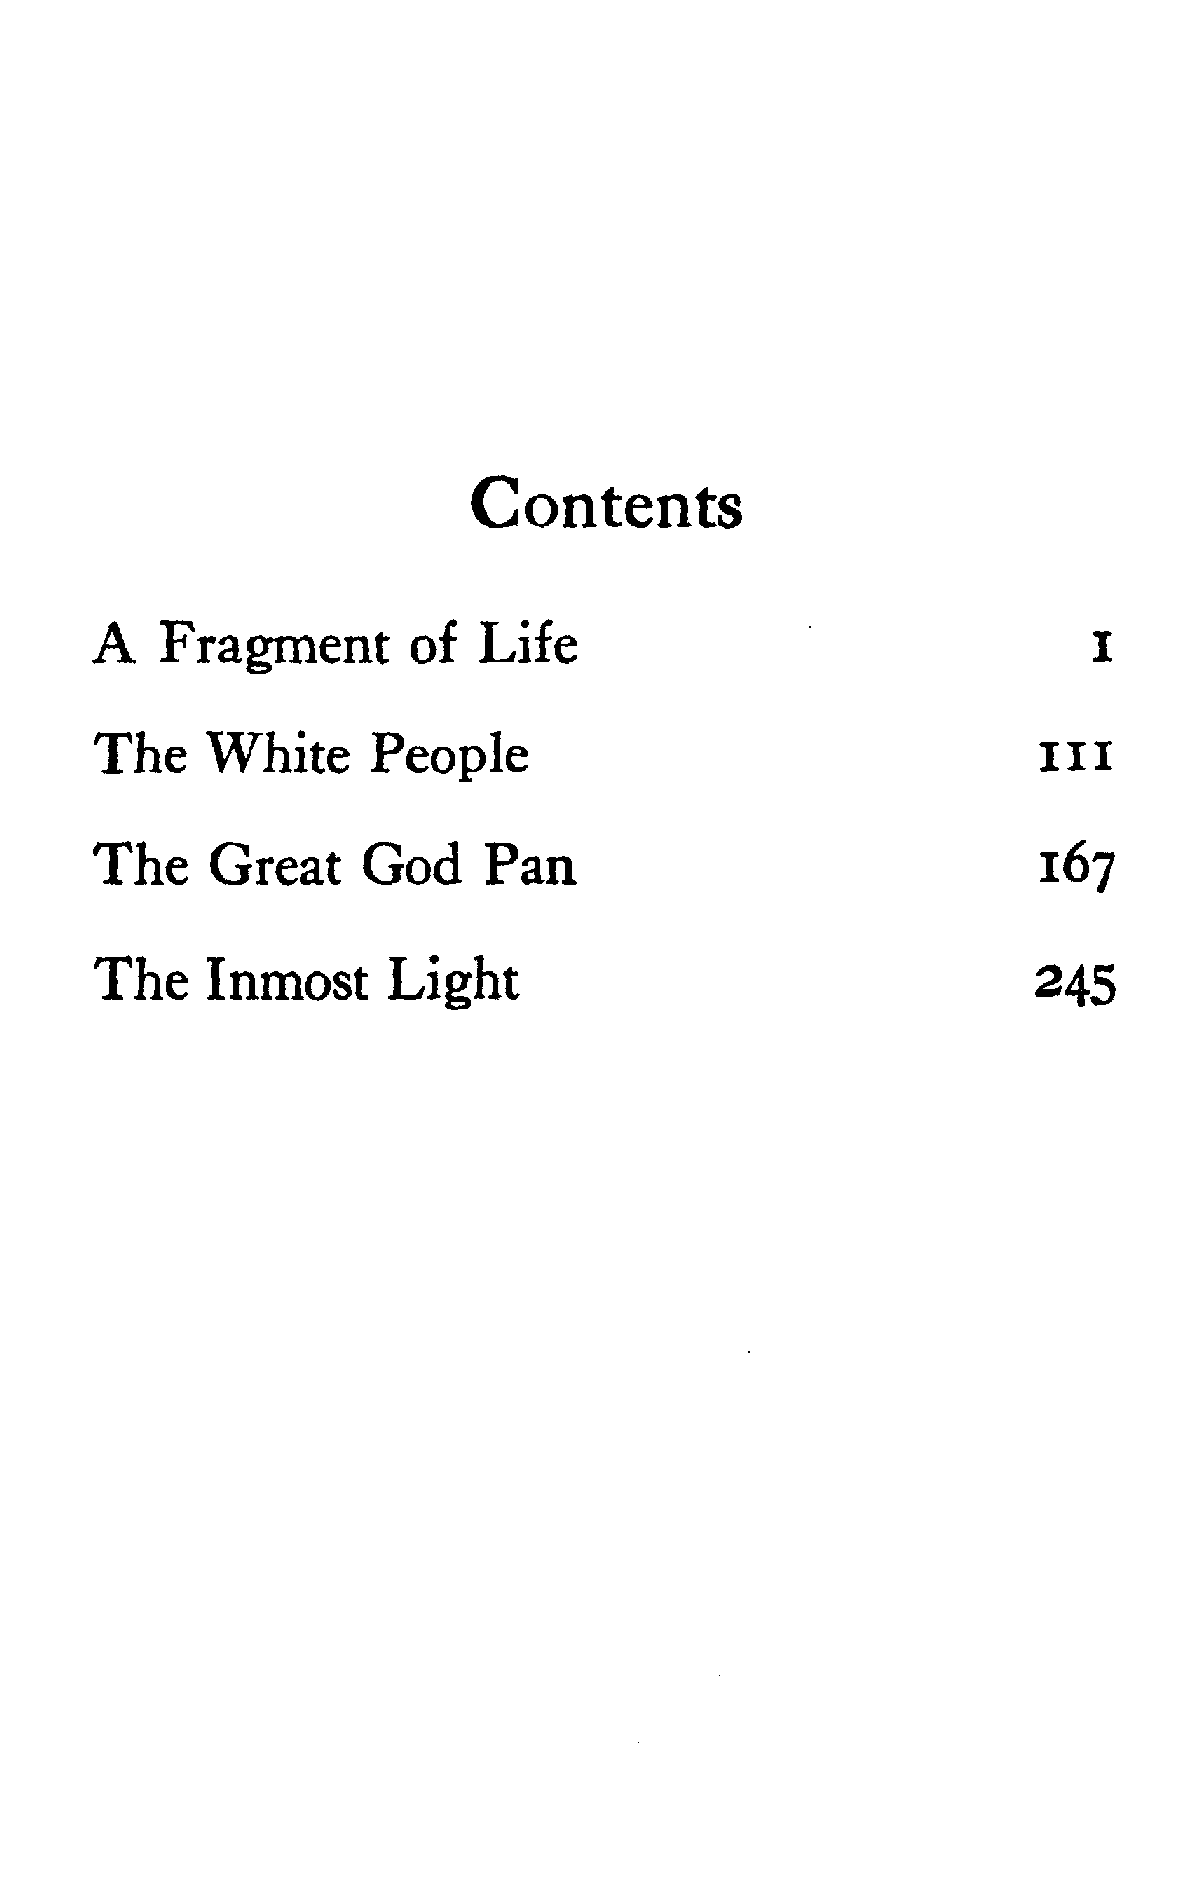 Contents
A Fragment of Life 1
The White People 111
The Great God Pan 167
The Inmost Light 245